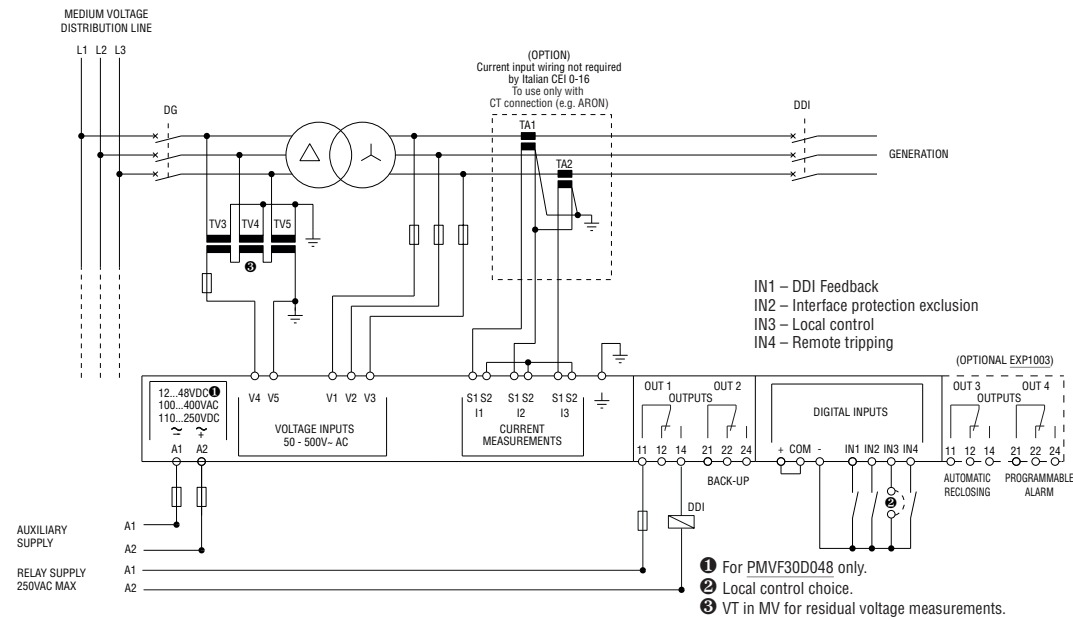 MEDIUM VOLTAGE
DISTRIBUTION LINE
L1 L2 L3
DG
(OPTION)
Current input wiring not required
by Italian CEI 0-16
To use only with
CT connection (e.g. ARON)
TA1
TA2
DDI
GENERATION
TV3 TV4 TV5
❸
IN1 – DDI Feedback
IN2 – Interface protection exclusion
IN3 – Local control
IN4 – Remote tripping
(OPTIONAL EXP1003)
12...48VDC❶
100...400VAC
110...250VDC
~ ~
– +
A1 A2
V4 V5 V1 V2 V3
VOLTAGE INPUTS
50 - 500V~ AC
S1 S2 S1 S2 S1 S2
I1 I2 I3
CURRENT
MEASUREMENTS
OUT 1 OUT 2
OUTPUTS
11 12 14 21 22 24
BACK-UP
DIGITAL INPUTS
+ COM - IN1 IN2 IN3 IN4
❷
OUT 3 OUT 4
OUTPUTS
11 12 14 21 22 24
AUTOMATIC
RECLOSING
PROGRAMMABLE
ALARM
DDI
AUXILIARY
SUPPLY
A1
A2
RELAY SUPPLY
250VAC MAX
A1
A2
❶ For PMVF30D048 only.
❷ Local control choice.
❸ VT in MV for residual voltage measurements.